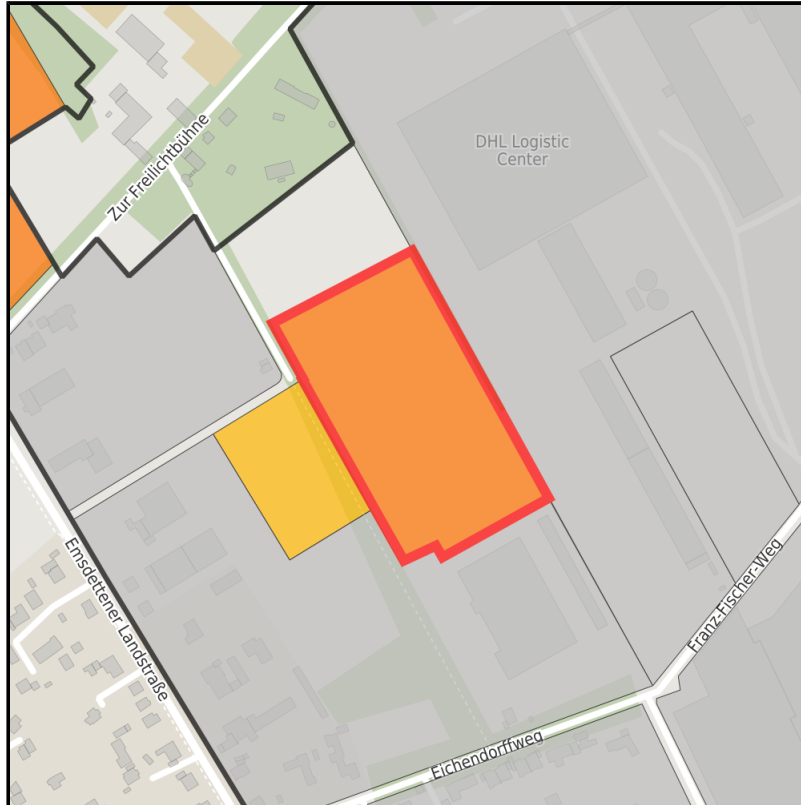 Zur Freilichtbühne
DHL Logistic
Center
Emsdettener Landstraße
Franz-Fischer-Weg
Eichendorffweg